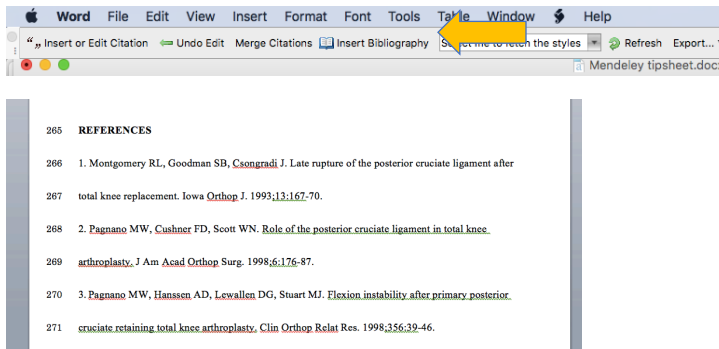 Word File Edit View Insert Format Font Tools Table Window Help
“ „ Insert or Edit Citation Undo Edit Merge Citations Insert Bibliography to fetch the styles Refresh Export...
Mendeley tipsheet.doc
265 REFERENCES
266 1. Montgomery RL, Goodman SB, Csongradi J. Late rupture of the posterior cruciate ligament after
267 total knee replacement. Iowa Orthop J. 1993;13:167-70.
268 2. Pagnano MW, Cushner FD, Scott WN. Role of the posterior cruciate ligament in total knee
269 arthroplasty. J Am Acad Orthop Surg. 1998;6:176-87.
270 3. Pagnano MW, Hanssen AD, Lewallen DG, Stuart MJ. Flexion instability after primary posterior
271 cruciate retaining total knee arthroplasty. Clin Orthop Relat Res. 1998;356:39-46.